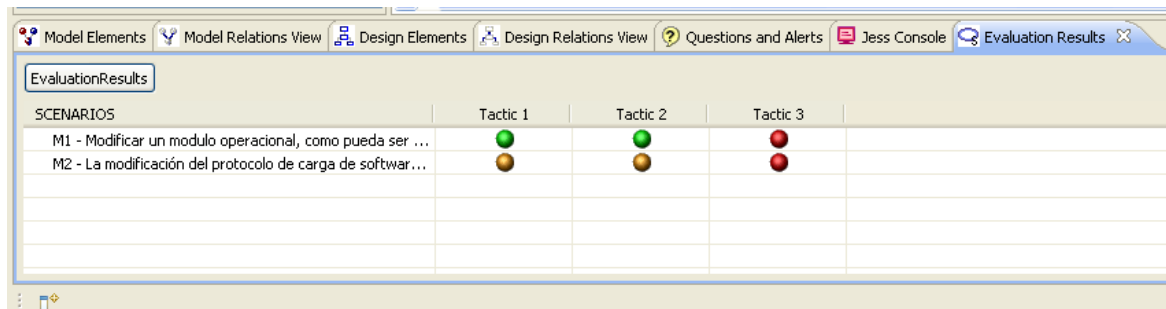 Model Elements Model Relations View Design Elements Design Relations View Questions and Alerts Jess Console Evaluation Results
EvaluationResults
SCENARIOS Tactic 1 Tactic 2 Tactic 3
M1 - Modificar un modulo operacional, como pueda ser ...
M2 - La modificación del protocolo de carga de softwar...